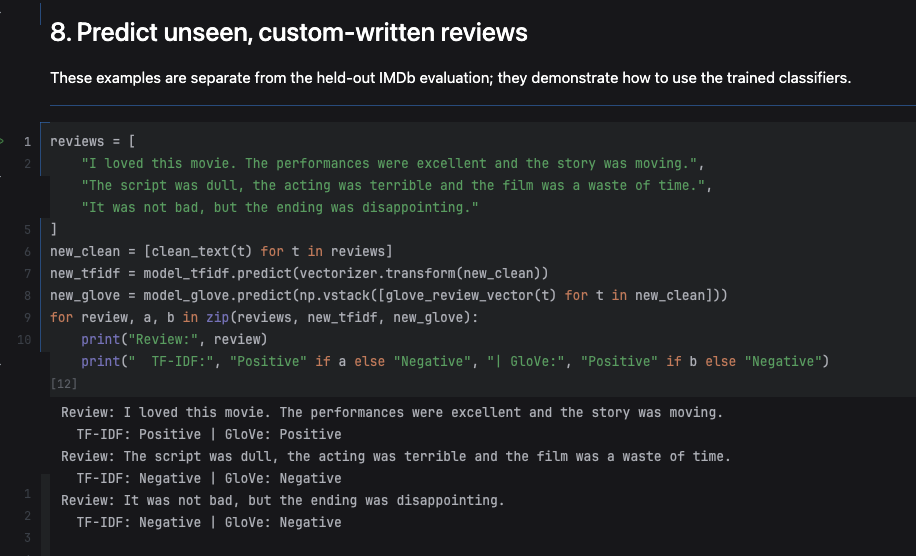 8. Predict unseen, custom-written reviews
These examples are separate from the held-out IMDb evaluation; they demonstrate how to use the trained classifiers.
1 reviews = [
2 "I loved this movie. The performances were excellent and the story was moving.",
"The script was dull, the acting was terrible and the film was a waste of time.",
"It was not bad, but the ending was disappointing."
5 ]
6 new_clean = [clean_text(t) for t in reviews]
7 new_tfidf = model_tfidf.predict(vectorizer.transform(new_clean))
8 new_glove = model_glove.predict(np.vstack([glove_review_vector(t) for t in new_clean]))
9 for review, a, b in zip(reviews, new_tfidf, new_glove):
10 print("Review:", review)
print("  TF-IDF:", "Positive" if a else "Negative", "| GloVe:", "Positive" if b else "Negative")
[12]
Review: I loved this movie. The performances were excellent and the story was moving.
TF-IDF: Positive | GloVe: Positive
Review: The script was dull, the acting was terrible and the film was a waste of time.
TF-IDF: Negative | GloVe: Negative
1 Review: It was not bad, but the ending was disappointing.
2 TF-IDF: Negative | GloVe: Negative
3